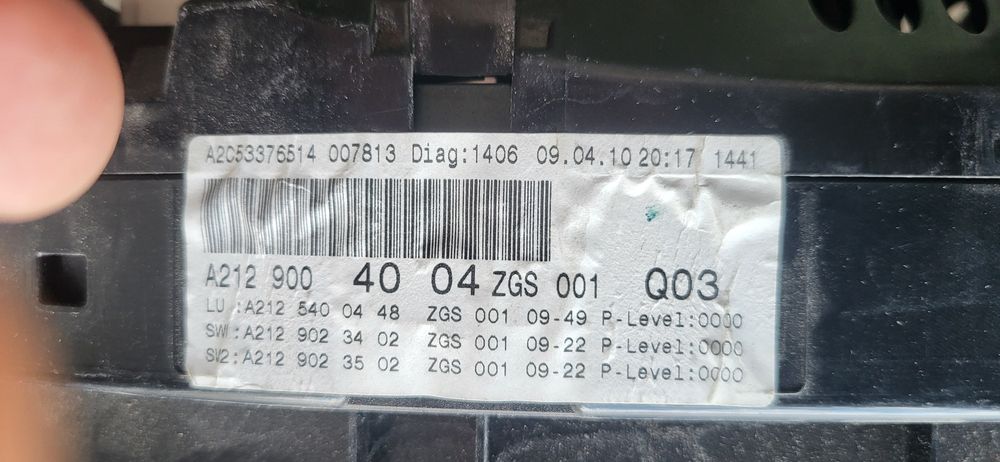 A2C53376514 007813 Diag:1406 09.04.10 20:17 1441
A212 900 40 04 ZGS 001 Q03
LU :A212 540 04 48 ZGS 001 09-49 P-Level:0000
SW1:A212 902 34 02 ZGS 001 09-22 P-Level:0000
SV2:A212 902 35 02 ZGS 001 09-22 P-Level:0000